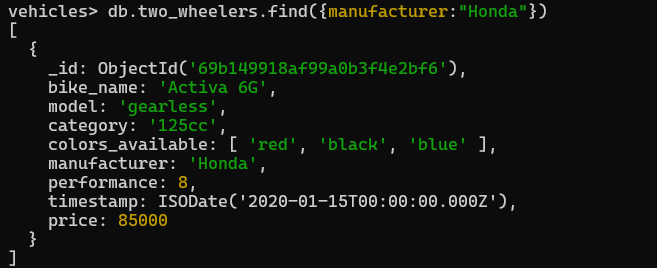 vehicles> db.two_wheelers.find({manufacturer:"Honda"})
[
  {
    _id: ObjectId('69b149918af99a0b3f4e2bf6'),
    bike_name: 'Activa 6G',
    model: 'gearless',
    category: '125cc',
    colors_available: [ 'red', 'black', 'blue' ],
    manufacturer: 'Honda',
    performance: 8,
    timestamp: ISODate('2020-01-15T00:00:00.000Z'),
    price: 85000
  }
]